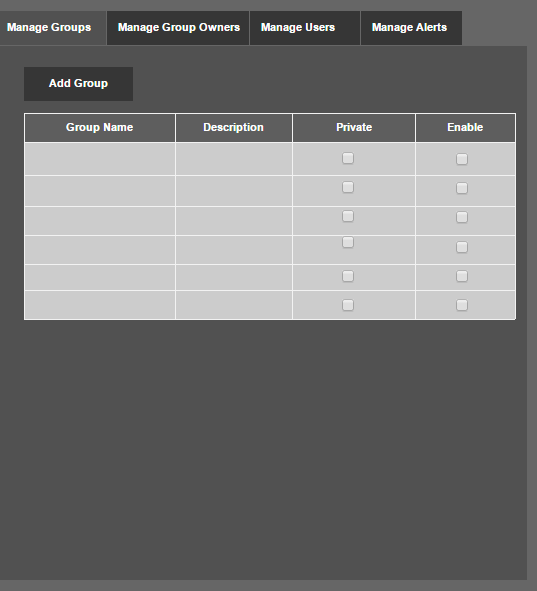 Manage Groups Manage Group Owners Manage Users Manage Alerts
Add Group
Group Name Description Private Enable